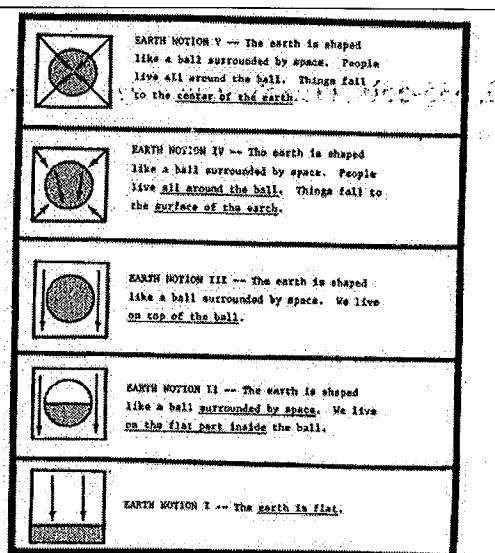 EARTH NOTION V -- The earth is shaped
like a ball surrounded by space. People
live all around the ball. Things fall
to the center of the earth.
EARTH NOTION IV -- The earth is shaped
like a ball surrounded by space. People
live all around the ball. Things fall to
the surface of the earth.
EARTH NOTION III -- The earth is shaped
like a ball surrounded by space. We live
on top of the ball.
EARTH NOTION II -- The earth is shaped
like a ball surrounded by space. We live
on the flat part inside the ball.
EARTH NOTION I -- The earth is flat.